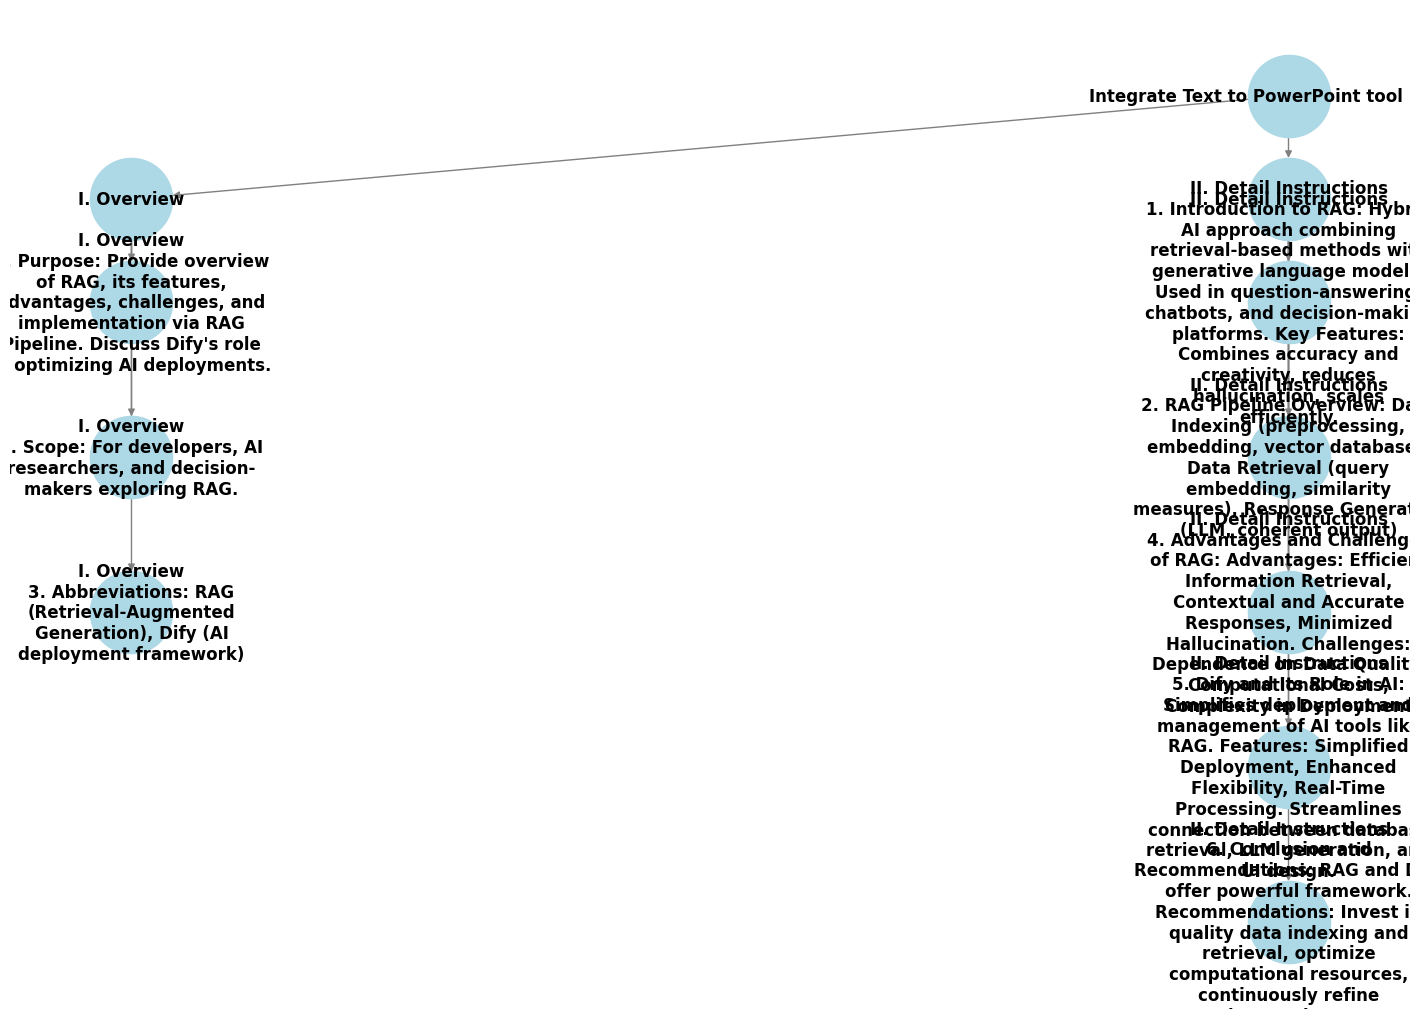 Integrate Text to PowerPoint tool
I. Overview
I. Overview
. Purpose: Provide overview
of RAG, its features,
dvantages, challenges, and
implementation via RAG
Pipeline. Discuss Dify's role
optimizing AI deployments.
I. Overview
. Scope: For developers, AI
researchers, and decision-
makers exploring RAG.
I. Overview
3. Abbreviations: RAG
(Retrieval-Augmented
Generation), Dify (AI
deployment framework)
II. Detail Instructions
II. Detail Instructions
1. Introduction to RAG: Hybr
AI approach combining
retrieval-based methods wit
generative language model
Used in question-answering
chatbots, and decision-maki
platforms. Key Features:
Combines accuracy and
creativity, reduces
hallucination, scales
efficiently.
II. Detail Instructions
2. RAG Pipeline Overview: Da
Indexing (preprocessing,
embedding, vector database
Data Retrieval (query
embedding, similarity
measures), Response Generat
(LLM, coherent output)
II. Detail Instructions
4. Advantages and Challeng
of RAG: Advantages: Efficien
Information Retrieval,
Contextual and Accurate
Responses, Minimized
Hallucination. Challenges:
Dependence on Data Qualit
Computational Costs,
Complexity in Deployment
II. Detail Instructions
5. Dify and Its Role in AI:
Simplifies deployment and
management of AI tools lik
RAG. Features: Simplified
Deployment, Enhanced
Flexibility, Real-Time
Processing. Streamlines
connection between databas
retrieval, LLM generation, a
UI design.
II. Detail Instructions
6. Conclusion and
Recommendations: RAG and D
offer powerful framework.
Recommendations: Invest i
quality data indexing and
retrieval, optimize
computational resources,
continuously refine